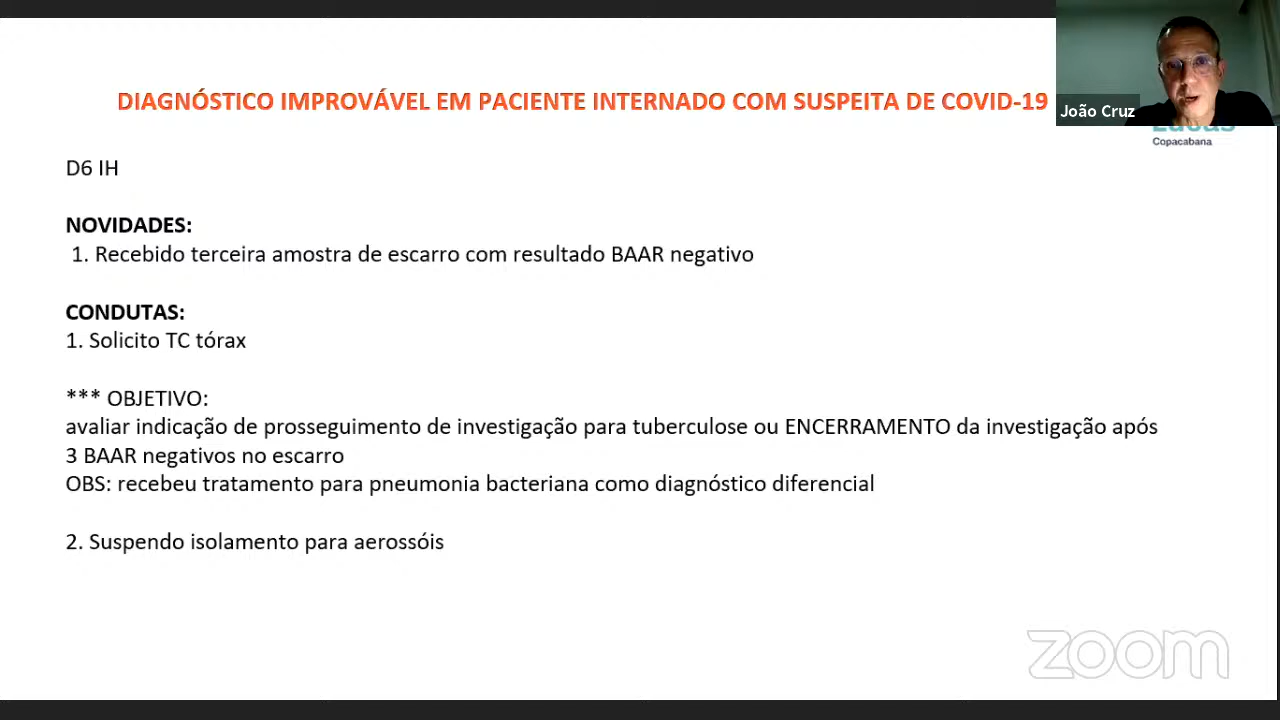 DIAGNÓSTICO IMPROVÁVEL EM PACIENTE INTERNADO COM SUSPEITA DE COVID-19
João Cruz
Lucas
Copacabana
D6 IH
NOVIDADES:
1. Recebido terceira amostra de escarro com resultado BAAR negativo
CONDUTAS:
1. Solicito TC tórax
*** OBJETIVO:
avaliar indicação de prosseguimento de investigação para tuberculose ou ENCERRAMENTO da investigação após
3 BAAR negativos no escarro
OBS: recebeu tratamento para pneumonia bacteriana como diagnóstico diferencial
2. Suspendo isolamento para aerossóis
zoom